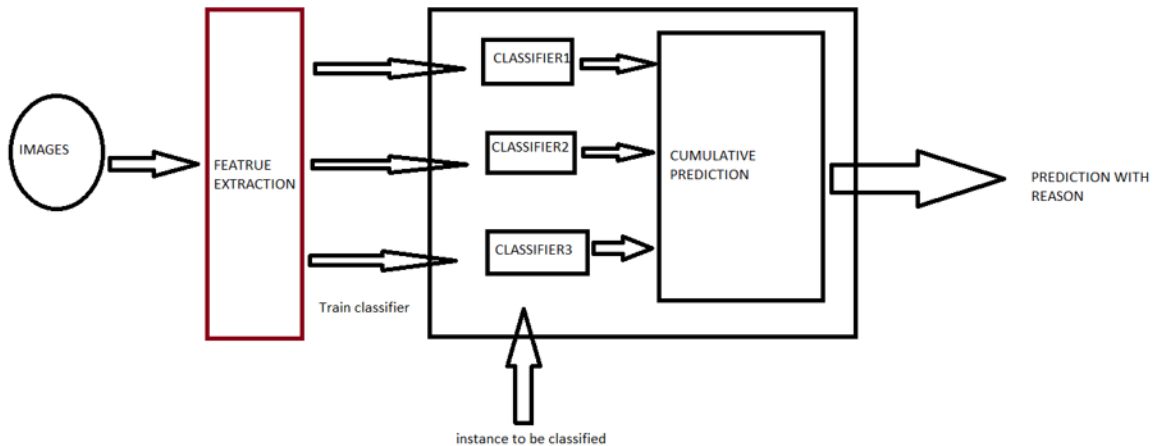 IMAGES
FEATRUE
EXTRACTION
Train classifier
CLASSIFIER1
CLASSIFIER2
CLASSIFIER3
instance to be classified
CUMULATIVE
PREDICTION
PREDICTION WITH
REASON